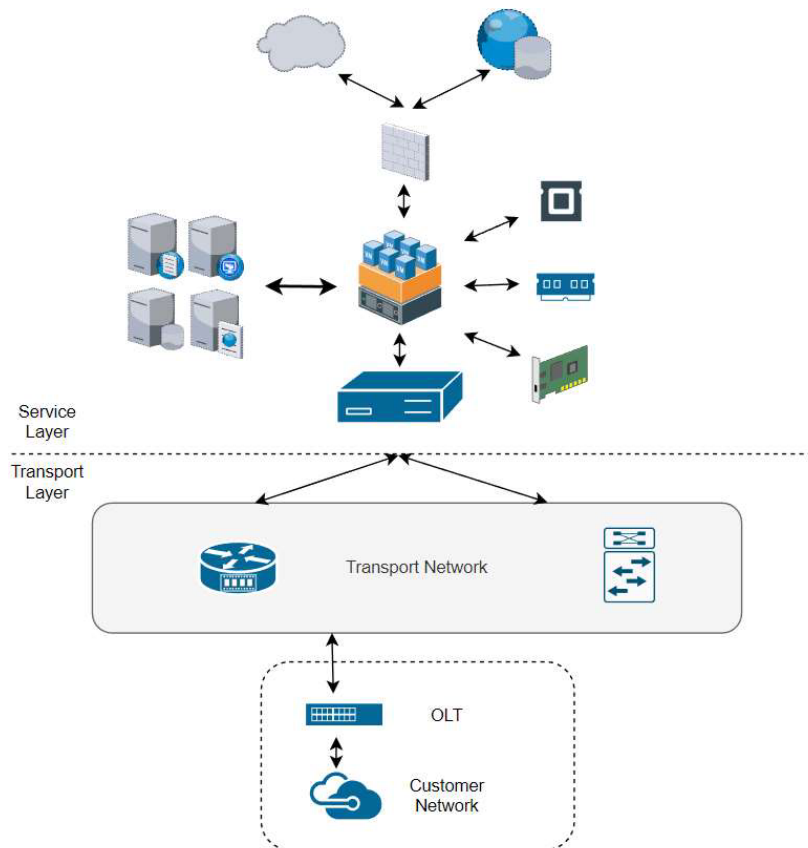 Service
Layer
Transport
Layer
Transport Network
OLT
Customer
Network